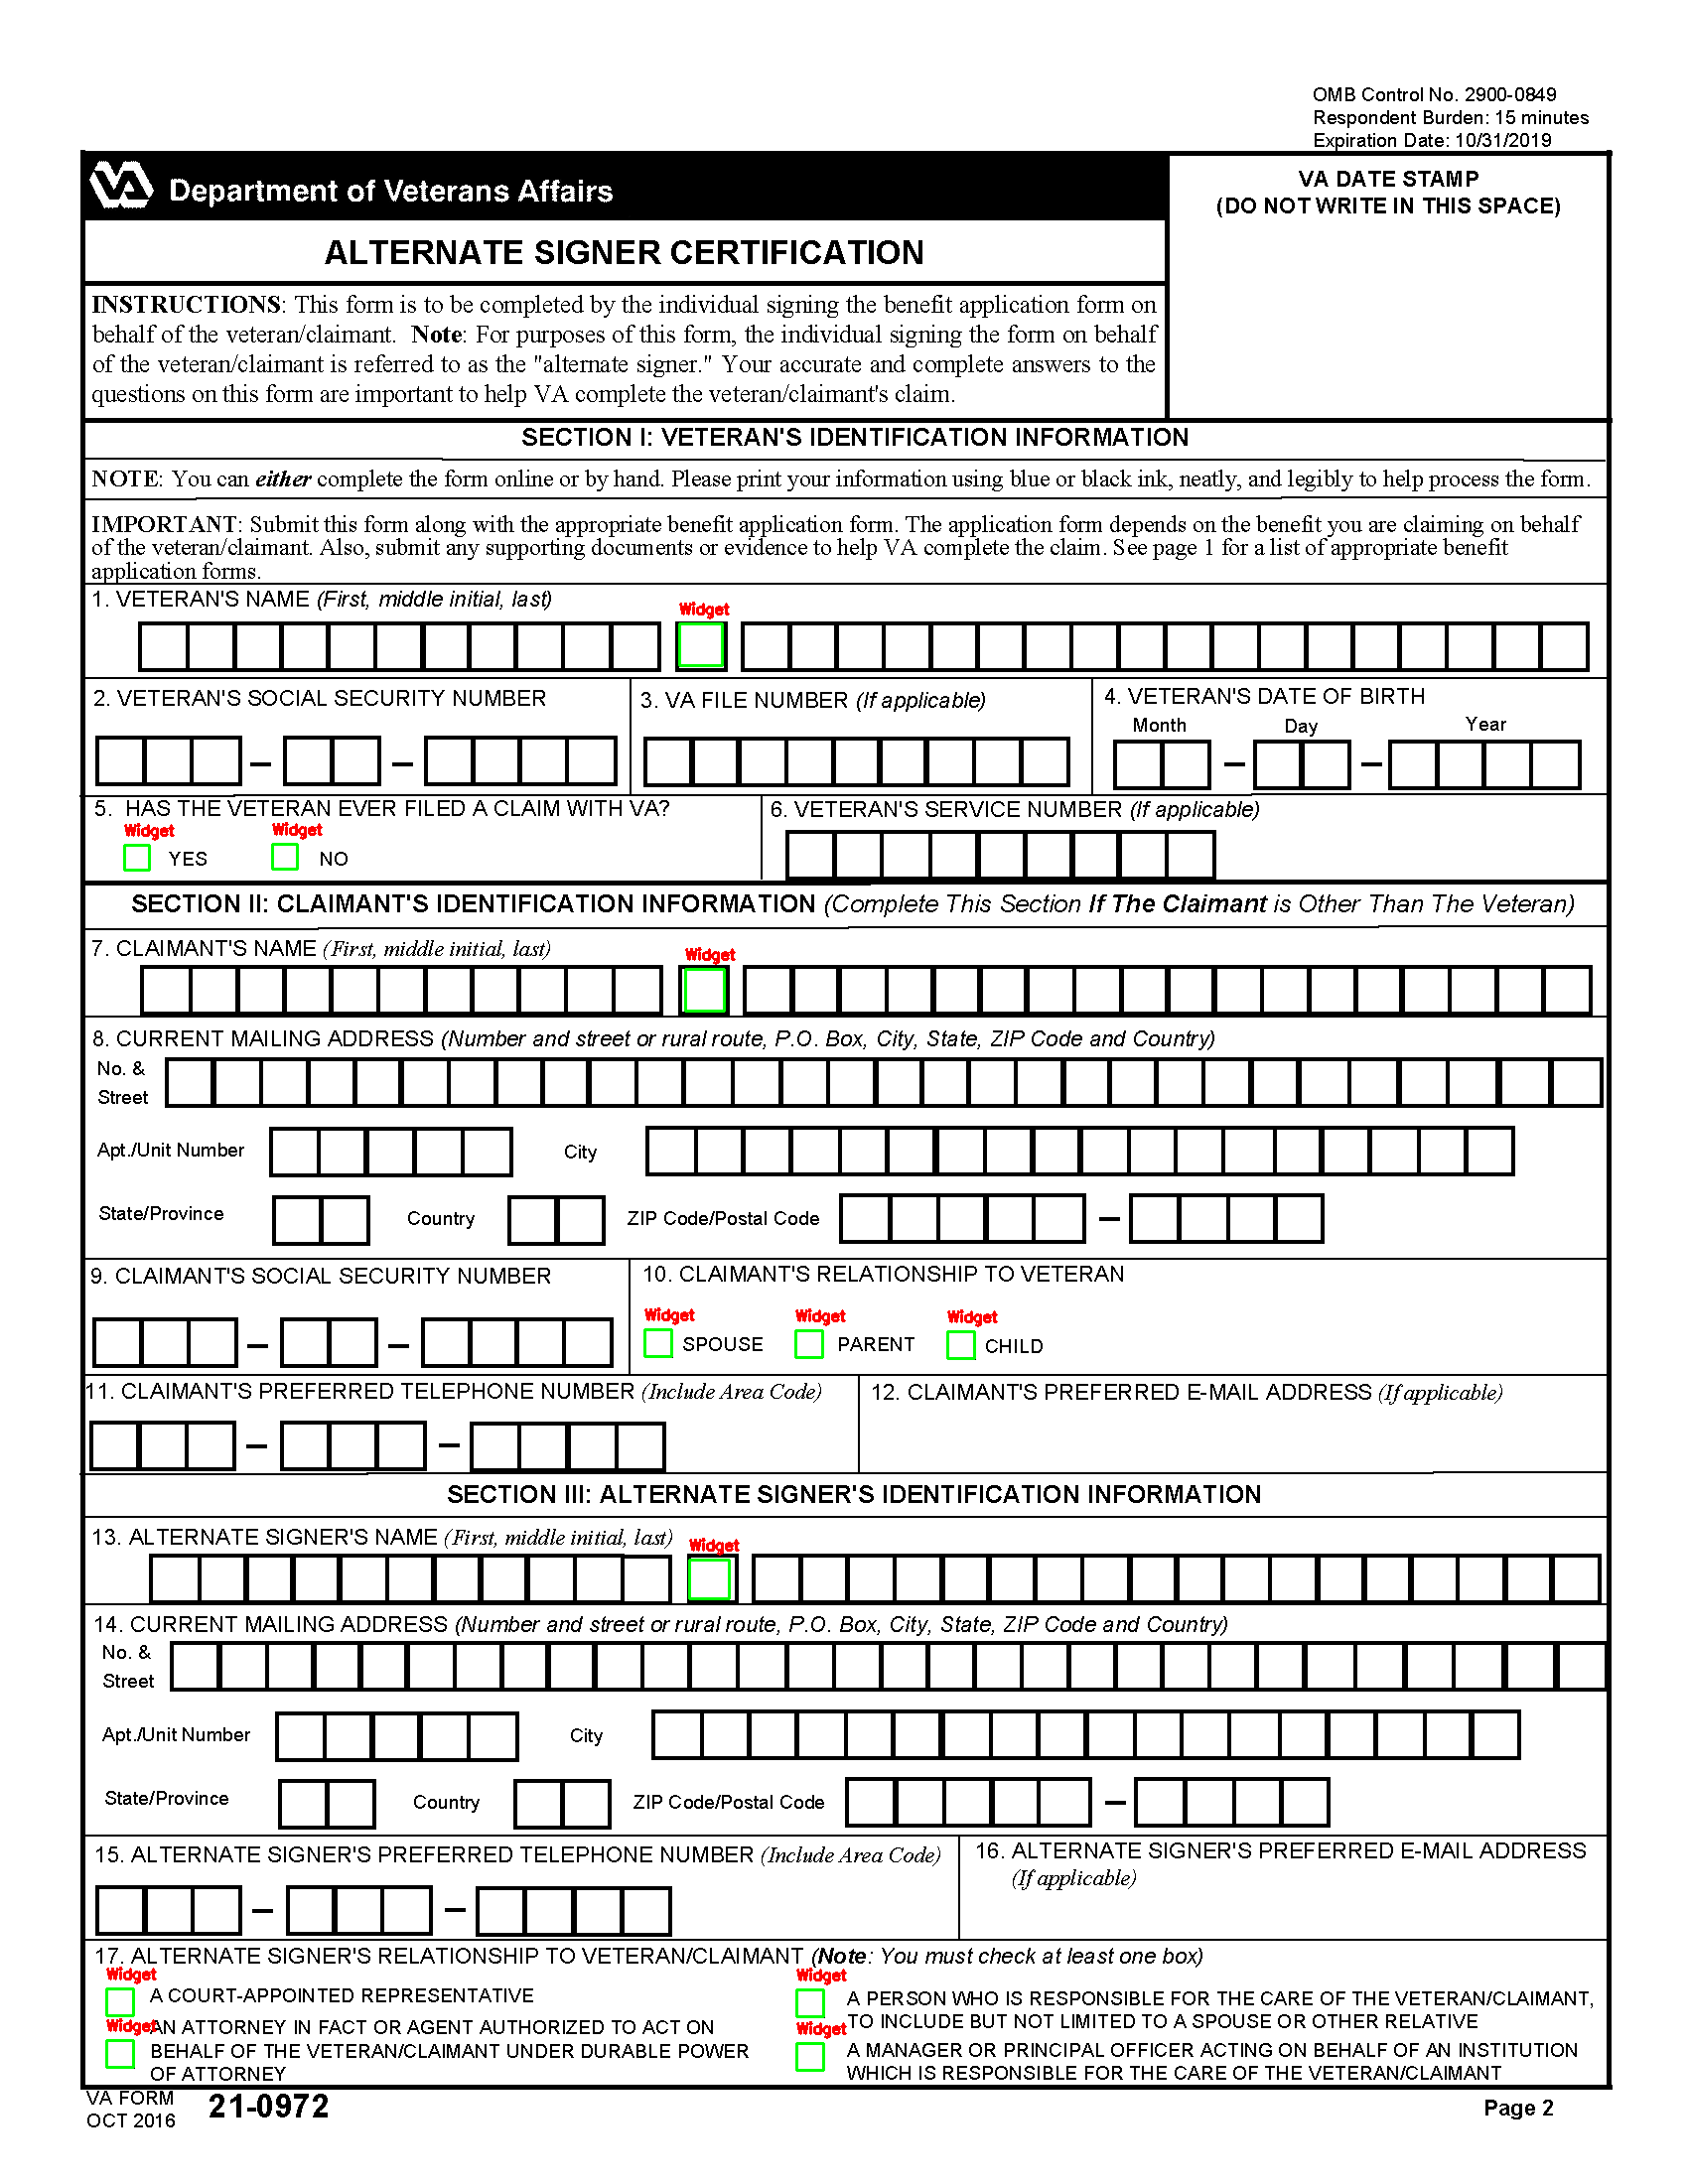 OMB Control No. 2900-0849
Respondent Burden: 15 minutes
Expiration Date: 10/31/2019
VA Department of Veterans Affairs
VA DATE STAMP
(DO NOT WRITE IN THIS SPACE)
ALTERNATE SIGNER CERTIFICATION
INSTRUCTIONS: This form is to be completed by the individual signing the benefit application form on
behalf of the veteran/claimant. Note: For purposes of this form, the individual signing the form on behalf
of the veteran/claimant is referred to as the "alternate signer." Your accurate and complete answers to the
questions on this form are important to help VA complete the veteran/claimant's claim.
SECTION I: VETERAN'S IDENTIFICATION INFORMATION
NOTE: You can either complete the form online or by hand. Please print your information using blue or black ink, neatly, and legibly to help process the form.
IMPORTANT: Submit this form along with the appropriate benefit application form. The application form depends on the benefit you are claiming on behalf
of the veteran/claimant. Also, submit any supporting documents or evidence to help VA complete the claim. See page 1 for a list of appropriate benefit
application forms.
1. VETERAN'S NAME (First, middle initial, last)
Widget
2. VETERAN'S SOCIAL SECURITY NUMBER
3. VA FILE NUMBER (If applicable)
4. VETERAN'S DATE OF BIRTH
Month Day Year
5. HAS THE VETERAN EVER FILED A CLAIM WITH VA?
Widget Widget
YES NO
6. VETERAN'S SERVICE NUMBER (If applicable)
SECTION II: CLAIMANT'S IDENTIFICATION INFORMATION (Complete This Section If The Claimant is Other Than The Veteran)
7. CLAIMANT'S NAME (First, middle initial, last)
Widget
8. CURRENT MAILING ADDRESS (Number and street or rural route, P.O. Box, City, State, ZIP Code and Country)
No. &
Street
Apt./Unit Number City
State/Province Country ZIP Code/Postal Code
9. CLAIMANT'S SOCIAL SECURITY NUMBER
10. CLAIMANT'S RELATIONSHIP TO VETERAN
Widget Widget Widget
SPOUSE PARENT CHILD
11. CLAIMANT'S PREFERRED TELEPHONE NUMBER (Include Area Code)
12. CLAIMANT'S PREFERRED E-MAIL ADDRESS (If applicable)
SECTION III: ALTERNATE SIGNER'S IDENTIFICATION INFORMATION
13. ALTERNATE SIGNER'S NAME (First, middle initial, last)
Widget
14. CURRENT MAILING ADDRESS (Number and street or rural route, P.O. Box, City, State, ZIP Code and Country)
No. &
Street
Apt./Unit Number City
State/Province Country ZIP Code/Postal Code
15. ALTERNATE SIGNER'S PREFERRED TELEPHONE NUMBER (Include Area Code)
16. ALTERNATE SIGNER'S PREFERRED E-MAIL ADDRESS
(If applicable)
17. ALTERNATE SIGNER'S RELATIONSHIP TO VETERAN/CLAIMANT (Note: You must check at least one box)
Widget
A COURT-APPOINTED REPRESENTATIVE
Widget
AN ATTORNEY IN FACT OR AGENT AUTHORIZED TO ACT ON
BEHALF OF THE VETERAN/CLAIMANT UNDER DURABLE POWER
OF ATTORNEY
Widget
A PERSON WHO IS RESPONSIBLE FOR THE CARE OF THE VETERAN/CLAIMANT,
TO INCLUDE BUT NOT LIMITED TO A SPOUSE OR OTHER RELATIVE
Widget
A MANAGER OR PRINCIPAL OFFICER ACTING ON BEHALF OF AN INSTITUTION
WHICH IS RESPONSIBLE FOR THE CARE OF THE VETERAN/CLAIMANT
VA FORM
OCT 2016 21-0972
Page 2